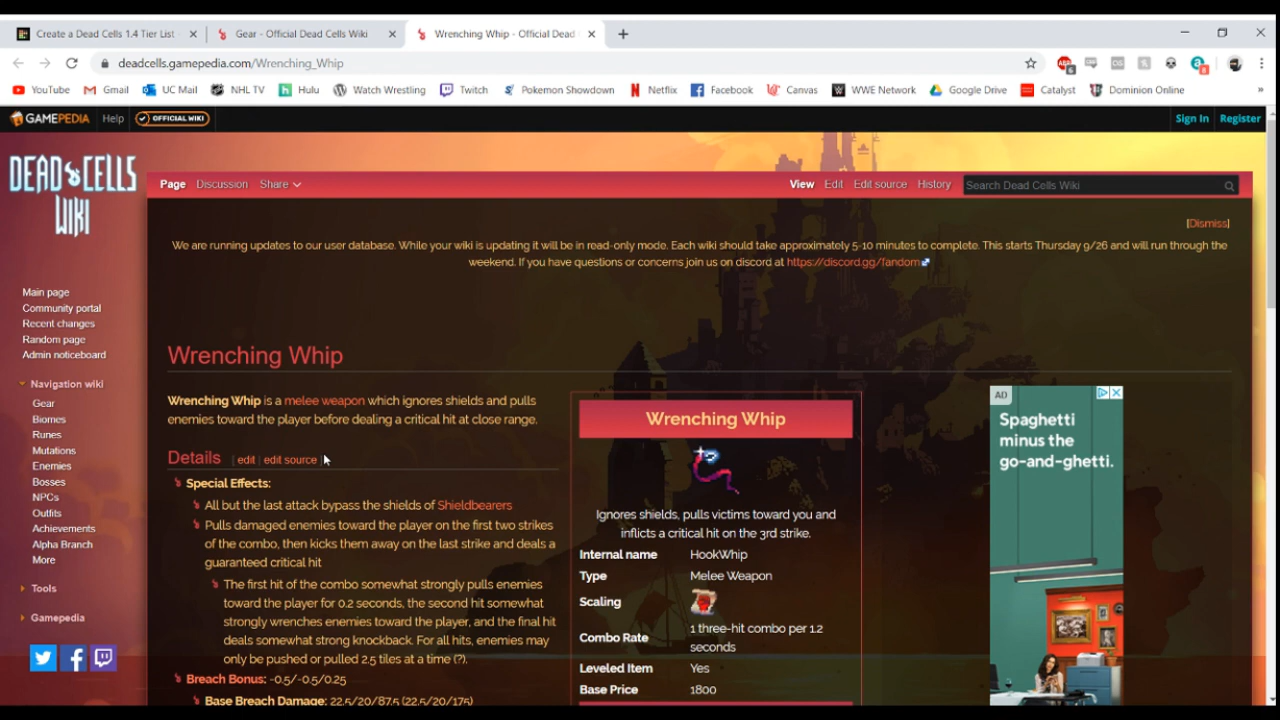 Create a Dead Cells 1.4 Tier List
Gear - Official Dead Cells Wiki
Wrenching Whip - Official Dead
deadcells.gamepedia.com/Wrenching_Whip
YouTube Gmail UC Mail NHL TV Hulu Watch Wrestling Twitch Pokemon Showdown Netflix Facebook Canvas WWE Network Google Drive Catalyst Dominion Online »
GAMEPEDIA Help OFFICIAL WIKI Sign In Register
DEAD CELLS
WIKI
Page Discussion Share View Edit Edit source History Search Dead Cells Wiki
[Dismiss]
We are running updates to our user database. While your wiki is updating it will be in read-only mode. Each wiki should take approximately 5-10 minutes to complete. This starts Thursday 9/26 and will run through the
weekend. If you have questions or concerns join us on discord at https://discord.gg/fandom
Main page
Community portal
Recent changes
Random page
Admin noticeboard
Navigation wiki
Gear
Biomes
Runes
Mutations
Enemies
Bosses
NPCs
Outfits
Achievements
Alpha Branch
More
Tools
Gamepedia
Wrenching Whip
Wrenching Whip is a melee weapon which ignores shields and pulls
enemies toward the player before dealing a critical hit at close range.
Details [ edit | edit source ]
Special Effects:
All but the last attack bypass the shields of Shieldbearers
Pulls damaged enemies toward the player on the first two strikes
of the combo, then kicks them away on the last strike and deals a
guaranteed critical hit
The first hit of the combo somewhat strongly pulls enemies
toward the player for 0.2 seconds, the second hit somewhat
strongly wrenches enemies toward the player, and the final hit
deals somewhat strong knockback. For all hits, enemies may
only be pushed or pulled 2.5 tiles at a time (?).
Breach Bonus: -0.5/-0.5/0.25
Base Breach Damage: 22.5/20/87.5 (22.5/20/175)
Wrenching Whip
Ignores shields, pulls victims toward you and
inflicts a critical hit on the 3rd strike.
Internal name HookWhip
Type Melee Weapon
Scaling
Combo Rate 1 three-hit combo per 1.2
seconds
Leveled Item Yes
Base Price 1800
AD
Spaghetti
minus the
go-and-ghetti.